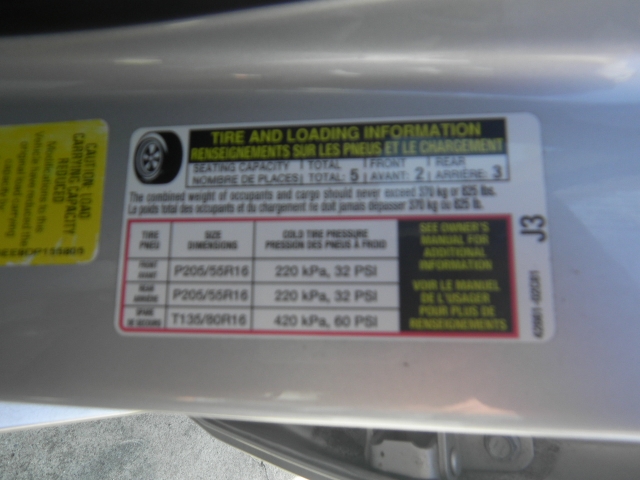 TIRE AND LOADING INFORMATION
RENSEIGNEMENTS SUR LES PNEUS ET LE CHARGEMENT
SEATING CAPACITY TOTAL 5 FRONT 2 REAR 3
NOMBRE DE PLACES TOTAL: AVANT: ARRIÈRE:
The combined weight of occupants and cargo should never exceed 370 kg or 825 lbs.
Le poids total des occupants et du chargement ne doit jamais dépasser 370 kg ou 825 lb.
TIRE SIZE COLD TIRE PRESSURE
PNEU DIMENSIONS PRESSION DES PNEUS À FROID
FRONT
AVANT P205/55R16 220 kPa, 32 PSI
REAR
ARRIÈRE P205/55R16 220 kPa, 32 PSI
SPARE
DE SECOURS T135/80R16 420 kPa, 60 PSI
SEE OWNER'S
MANUAL FOR
ADDITIONAL
INFORMATION
VOIR LE MANUEL
DE L'USAGER
POUR PLUS DE
RENSEIGNEMENTS
J3
CAUTION LOAD
CARRYING CAPACITY
REDUCED